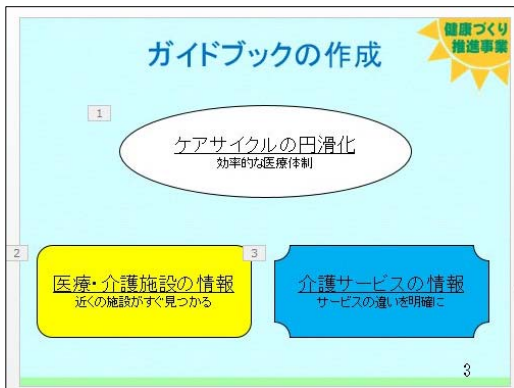 健康づくり
推進事業
ガイドブックの作成
1
ケアサイクルの円滑化
効率的な医療体制
2
医療・介護施設の情報
近くの施設がすぐ見つかる
3
介護サービスの情報
サービスの違いを明確に
3